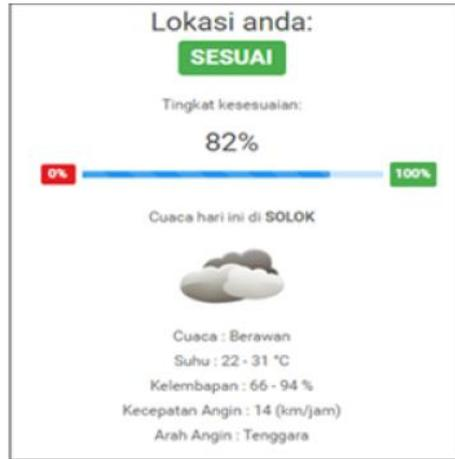 Lokasi anda:
SESUAI
Tingkat kesesuaian:
82%
0% 100%
Cuaca hari ini di SOLOK
Cuaca : Berawan
Suhu : 22 - 31 °C
Kelembapan : 66 - 94 %
Kecepatan Angin : 14 (km/jam)
Arah Angin : Tenggara